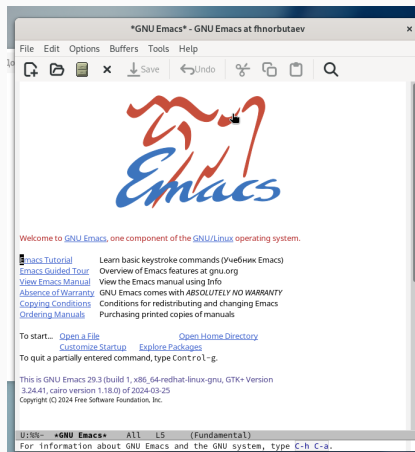 *GNU Emacs* - GNU Emacs at fhnorbutaev
File Edit Options Buffers Tools Help
Save Undo
Emacs
Welcome to GNU Emacs, one component of the GNU/Linux operating system.
Emacs Tutorial Learn basic keystroke commands (Учебник Emacs)
Emacs Guided Tour Overview of Emacs features at gnu.org
View Emacs Manual View the Emacs manual using Info
Absence of Warranty GNU Emacs comes with ABSOLUTELY NO WARRANTY
Copying Conditions Conditions for redistributing and changing Emacs
Ordering Manuals Purchasing printed copies of manuals
To start... Open a File Open Home Directory
Customize Startup Explore Packages
To quit a partially entered command, type Control-g.
This is GNU Emacs 29.3 (build 1, x86_64-redhat-linux-gnu, GTK+ Version
3.24.41, cairo version 1.18.0) of 2024-03-25
Copyright (C) 2024 Free Software Foundation, Inc.
U:%%- *GNU Emacs* All L5 (Fundamental)
For information about GNU Emacs and the GNU system, type C-h C-a.